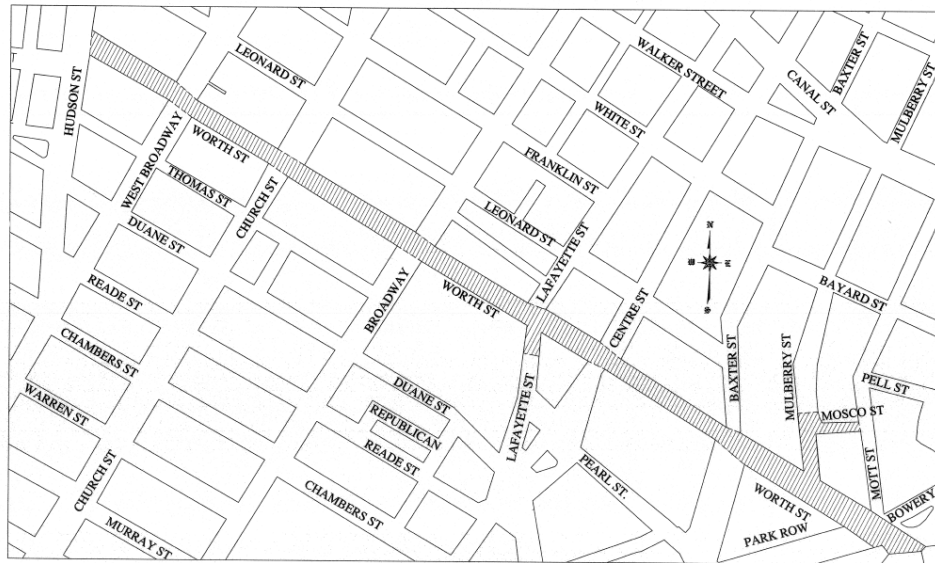 LEONARD ST
WALKER STREET
BAXTER ST
MULBERRY ST
CANAL ST
HUDSON ST
WHITE ST
WORTH ST
WEST BROADWAY
FRANKLIN ST
THOMAS ST
CHURCH ST
LEONARD ST
DUANE ST
LAFAYETTE ST
N
READE ST
BROADWAY
WORTH ST
CENTRE ST
BAYARD ST
CHAMBERS ST
BAXTER ST
MULBERRY ST
PELL ST
WARREN ST
DUANE ST
REPUBLICAN
LAFAYETTE ST
MOSCO ST
READE ST
PEARL ST.
MOTT ST
CHURCH ST
CHAMBERS ST
WORTH ST
BOWERY
MURRAY ST
PARK ROW